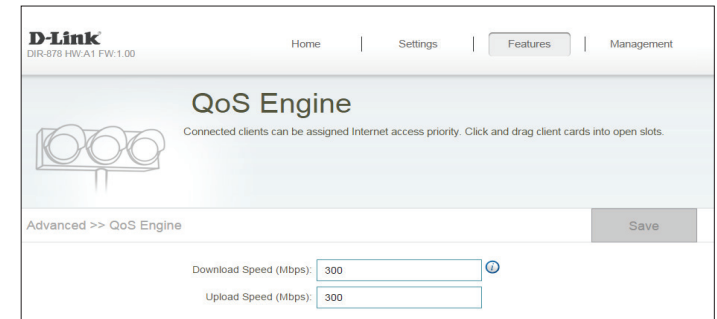 D-Link
DIR-878 HW:A1 FW:1.00
Home | Settings | Features | Management
QoS Engine
Connected clients can be assigned Internet access priority. Click and drag client cards into open slots.
Advanced >> QoS Engine
Save
Download Speed (Mbps): 300 i
Upload Speed (Mbps): 300